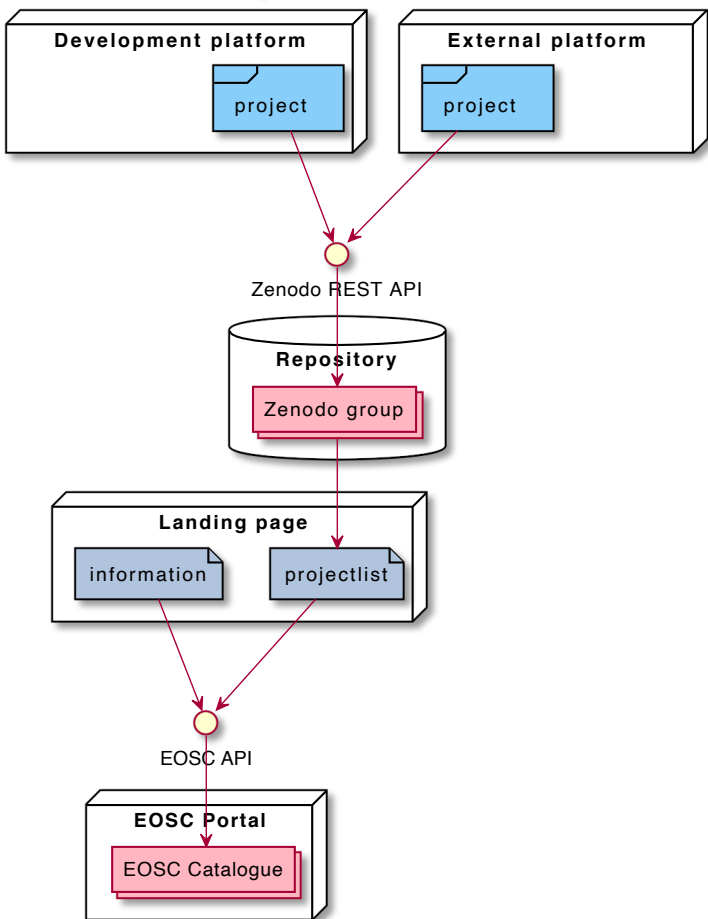 Development platform
External platform
project
project
Zenodo REST API
Repository
Zenodo group
Landing page
information
projectlist
EOSC API
EOSC Portal
EOSC Catalogue